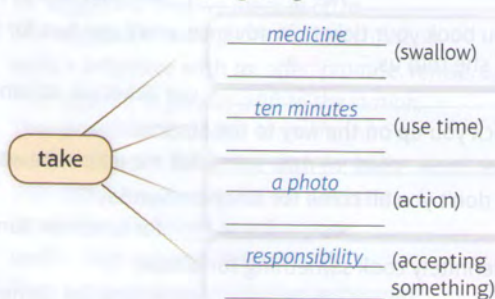 medicine
(swallow)
ten minutes
(use time)
take
a photo
(action)
responsibility
(accepting
something)